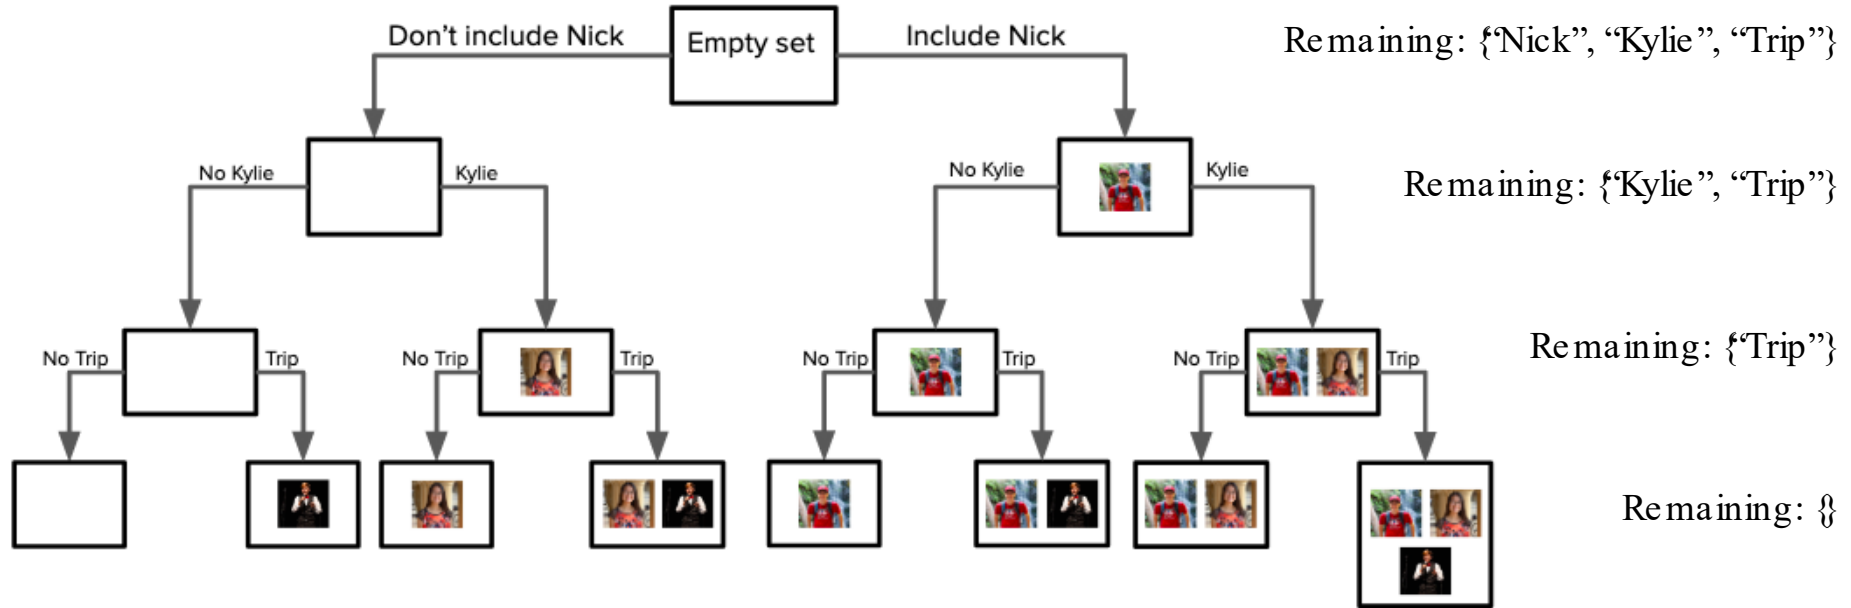 Don't include Nick
Empty set
Include Nick
Remaining: {“Nick”, “Kylie”, “Trip”}
No Kylie
Kylie
No Kylie
Kylie
Remaining: {“Kylie”, “Trip”}
No Trip
Trip
No Trip
Trip
No Trip
Trip
No Trip
Trip
Remaining: {“Trip”}
Remaining: {}